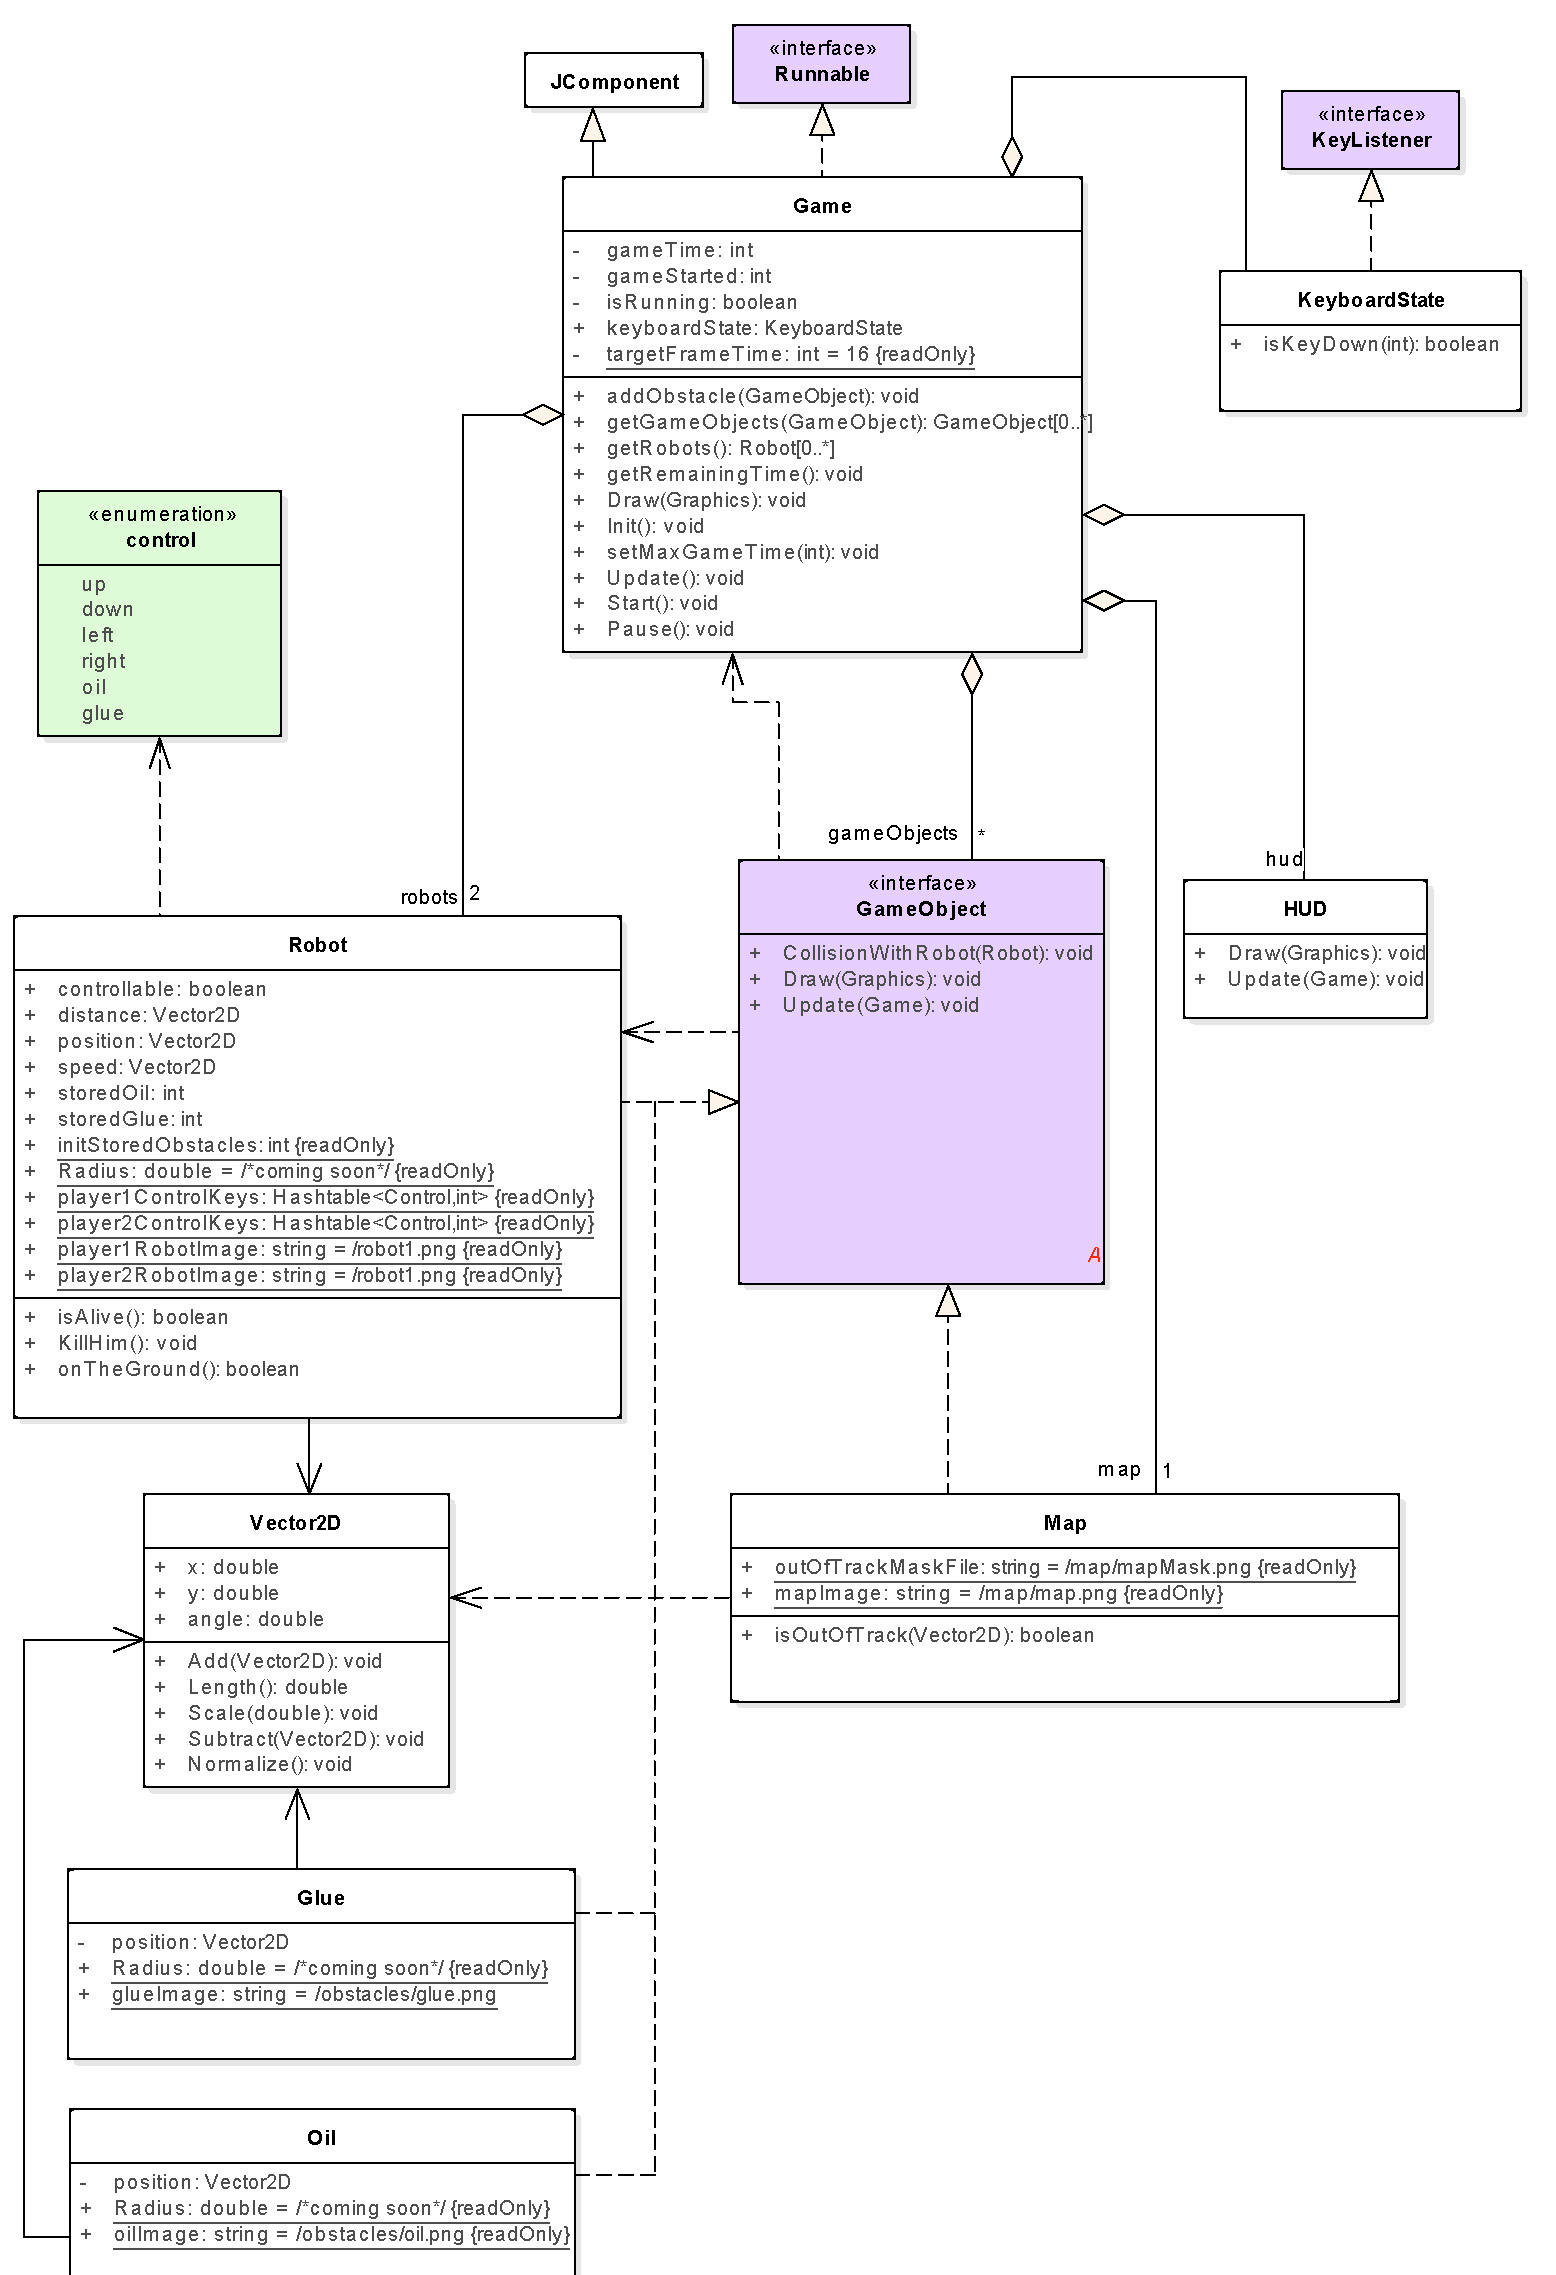 «interface»
Runnable
JComponent
«interface»
KeyListener
Game
- gameTime: int
- gameStarted: int
- isRunning: boolean
+ keyboardState: KeyboardState
- targetFrameTime: int = 16 {readOnly}
+ addObstacle(GameObject): void
+ getGameObjects(GameObject): GameObject[0..*]
+ getRobots(): Robot[0..*]
+ getRemainingTime(): void
+ Draw(Graphics): void
+ Init(): void
+ setMaxGameTime(int): void
+ Update(): void
+ Start(): void
+ Pause(): void
KeyboardState
+ isKeyDown(int): boolean
«enumeration»
control
up
down
left
right
oil
glue
gameObjects *
hud
robots 2
«interface»
GameObject
+ CollisionWithRobot(Robot): void
+ Draw(Graphics): void
+ Update(Game): void
A
HUD
+ Draw(Graphics): void
+ Update(Game): void
Robot
+ controllable: boolean
+ distance: Vector2D
+ position: Vector2D
+ speed: Vector2D
+ storedOil: int
+ storedGlue: int
+ initStoredObstacles: int {readOnly}
+ Radius: double = /*coming soon*/ {readOnly}
+ player1ControlKeys: Hashtable<Control,int> {readOnly}
+ player2ControlKeys: Hashtable<Control,int> {readOnly}
+ player1RobotImage: string = /robot1.png {readOnly}
+ player2RobotImage: string = /robot1.png {readOnly}
+ isAlive(): boolean
+ KillHim(): void
+ onTheGround(): boolean
map 1
Vector2D
+ x: double
+ y: double
+ angle: double
+ Add(Vector2D): void
+ Length(): double
+ Scale(double): void
+ Subtract(Vector2D): void
+ Normalize(): void
Map
+ outOfTrackMaskFile: string = /map/mapMask.png {readOnly}
+ mapImage: string = /map/map.png {readOnly}
+ isOutOfTrack(Vector2D): boolean
Glue
- position: Vector2D
+ Radius: double = /*coming soon*/ {readOnly}
+ glueImage: string = /obstacles/glue.png
Oil
- position: Vector2D
+ Radius: double = /*coming soon*/ {readOnly}
+ oilImage: string = /obstacles/oil.png {readOnly}